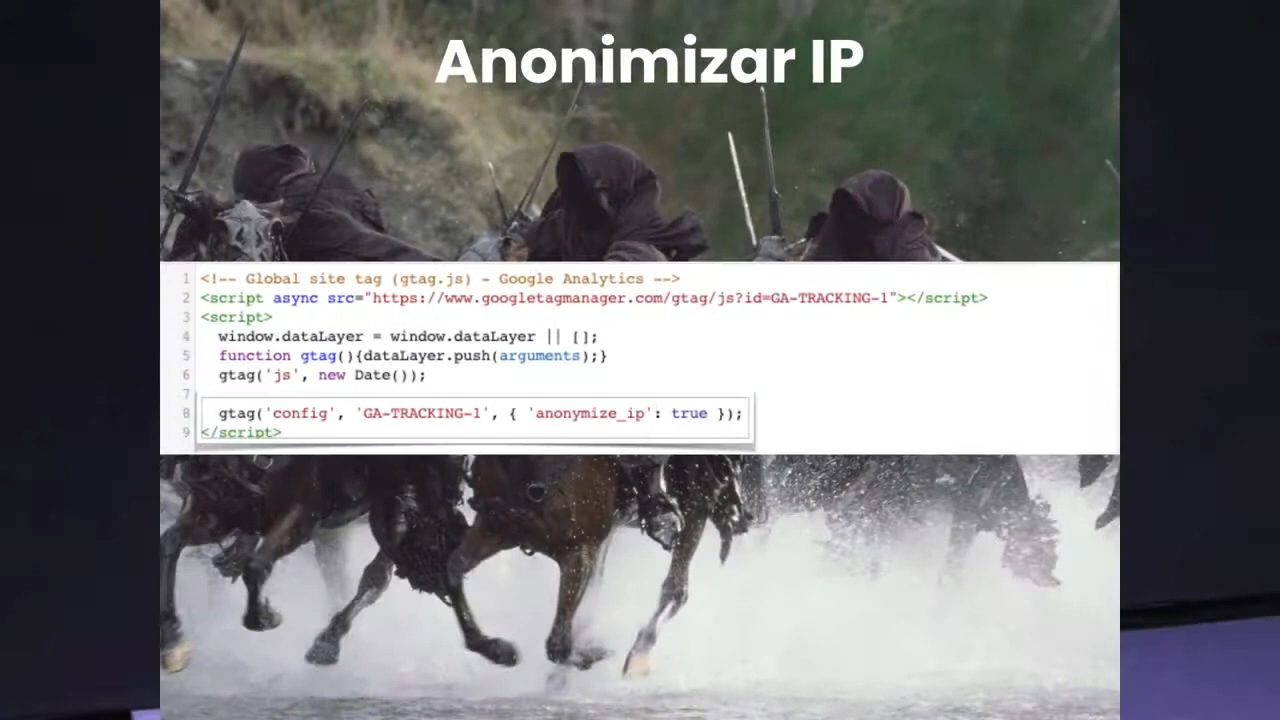 Anonimizar IP
1 <!-- Global site tag (gtag.js) - Google Analytics -->
2 <script async src="https://www.googletagmanager.com/gtag/js?id=GA-TRACKING-1"></script>
3 <script>
4 window.dataLayer = window.dataLayer || [];
5 function gtag(){dataLayer.push(arguments);}
6 gtag('js', new Date());
7
8 gtag('config', 'GA-TRACKING-1', { 'anonymize_ip': true });
9 </script>